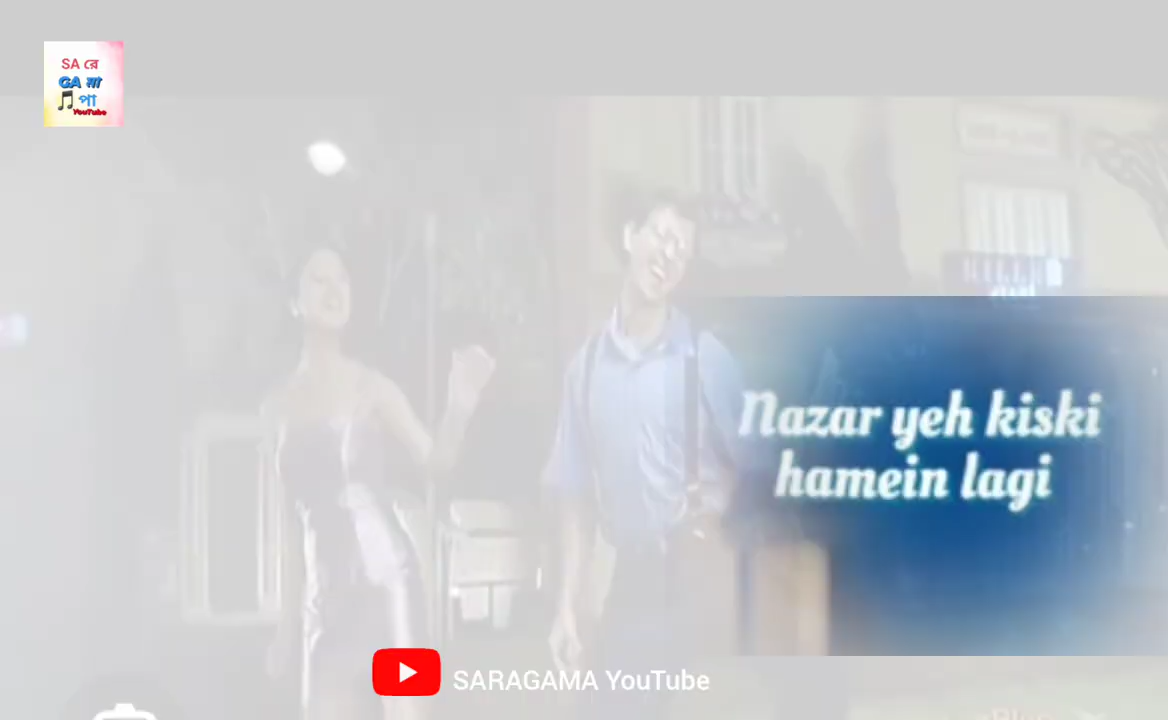 SA রে
GA মা
পা
YouTube
Nazar yeh kiski
hamein lagi
SARAGAMA YouTube